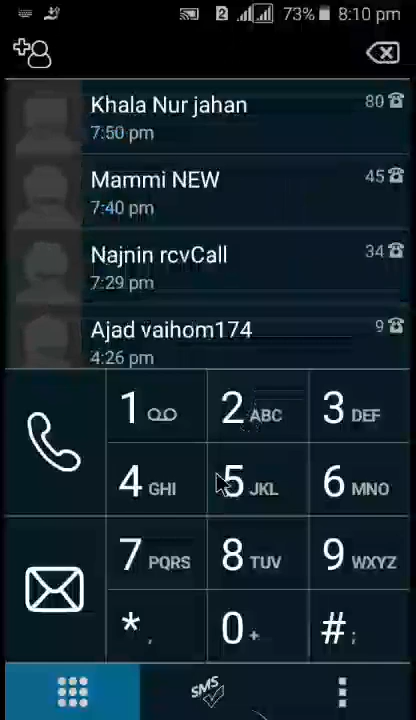 2 73% 8:10 pm
Khala Nur jahan 80
7:50 pm
Mammi NEW 45
7:40 pm
Najnin rcvCall 34
7:29 pm
Ajad vaihom174 9
4:26 pm
1 2 ABC 3 DEF
4 GHI 5 JKL 6 MNO
7 PQRS 8 TUV 9 WXYZ
* , 0 + # ;
SMS